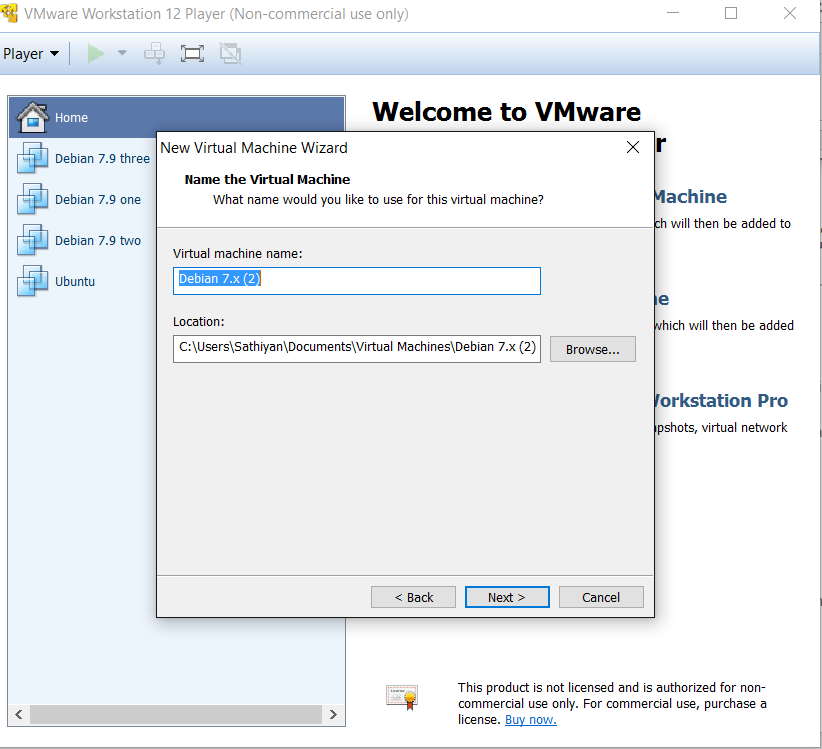 VMware Workstation 12 Player (Non-commercial use only)
Player
Home
Debian 7.9 three
Debian 7.9 one
Debian 7.9 two
Ubuntu
Welcome to VMware
r
Machine
ch will then be added to
ne
which will then be added
Workstation Pro
apshots, virtual network
New Virtual Machine Wizard
Name the Virtual Machine
What name would you like to use for this virtual machine?
Virtual machine name:
Debian 7.x (2)
Location:
C:\Users\Sathiyan\Documents\Virtual Machines\Debian 7.x (2)
Browse...
< Back
Next >
Cancel
This product is not licensed and is authorized for non-
commercial use only. For commercial use, purchase a
license. Buy now.